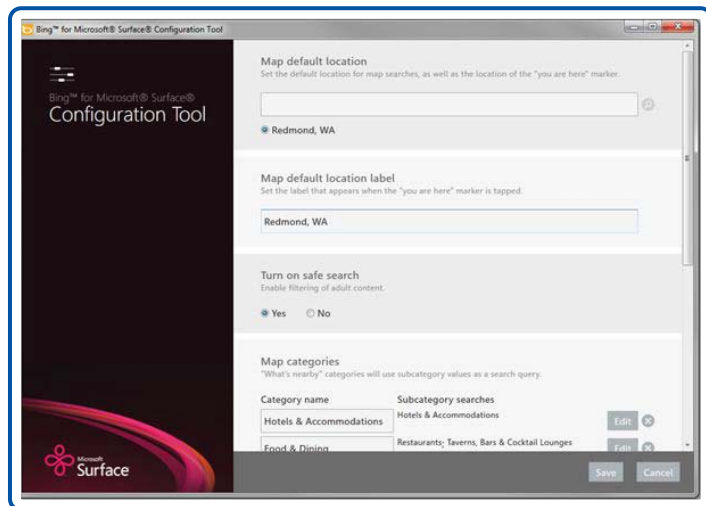 Bing™ for Microsoft® Surface® Configuration Tool
Bing™ for Microsoft® Surface®
Configuration Tool
Map default location
Set the default location for map searches, as well as the location of the "you are here" marker.
Redmond, WA
Map default location label
Set the label that appears when the "you are here" marker is tapped.
Redmond, WA
Turn on safe search
Enable filtering of adult content.
Yes No
Map categories
"What's nearby" categories will use subcategory values as a search query.
Category name Subcategory searches
Hotels & Accommodations Hotels & Accommodations Edit
Food & Dining Restaurants; Taverns, Bars & Cocktail Lounges Edit
Microsoft
Surface
Save Cancel